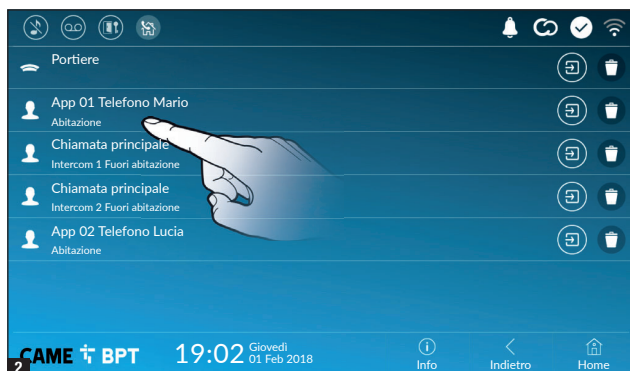 Portiere
App 01 Telefono Mario
Abitazione
Chiamata principale
Intercom 1 Fuori abitazione
Chiamata principale
Intercom 2 Fuori abitazione
App 02 Telefono Lucia
Abitazione
CAME BPT 19:02 Giovedì
01 Feb 2018
Info Indietro Home
2